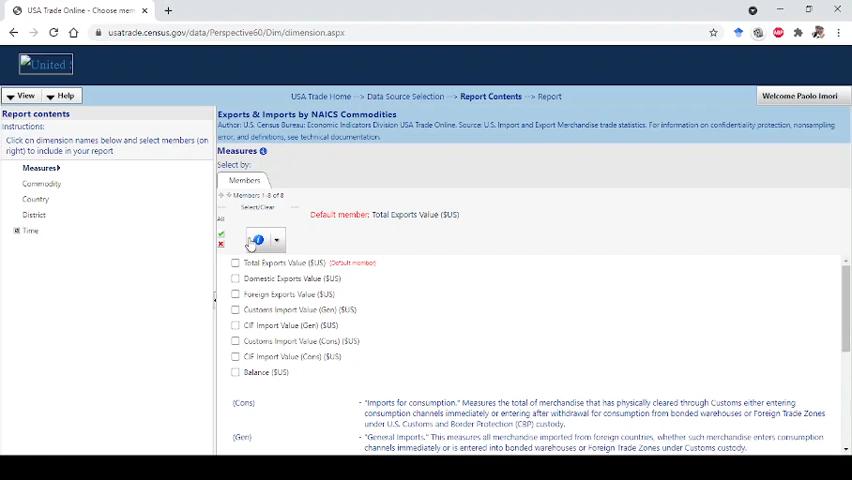 USA Trade Online - Choose mem
usatrade.census.gov/data/Perspective60/Dim/dimension.aspx
United S
View Help
USA Trade Home --> Data Source Selection --> Report Contents --> Report
Welcome Paolo Imori
Report contents
Instructions:
Click on dimension names below and select members (on right) to include in your report
Measures
Commodity
Country
District
Time
Exports & Imports by NAICS Commodities
Author: U.S. Census Bureau: Economic Indicators Division USA Trade Online. Source: U.S. Import and Export Merchandise trade statistics. For information on confidentiality protection, nonsampling
error, and definitions, see technical documentation.
Measures
Select by:
Members
Members 1-8 of 8
Select/Clear
All
Default member: Total Exports Value ($US)
Total Exports Value ($US) (Default member)
Domestic Exports Value ($US)
Foreign Exports Value ($US)
Customs Import Value (Gen) ($US)
CIF Import Value (Gen) ($US)
Customs Import Value (Cons) ($US)
CIF Import Value (Cons) ($US)
Balance ($US)
(Cons) - "Imports for consumption." Measures the total of merchandise that has physically cleared through Customs either entering
consumption channels immediately or entering after withdrawal for consumption from bonded warehouses or Foreign Trade Zones
under U.S. Customs and Border Protection (CBP) custody.
(Gen) - "General Imports." This measures all merchandise imported from foreign countries, whether such merchandise enters consumption
channels immediately or is entered into bonded warehouses or Foreign Trade Zones under Customs custody.